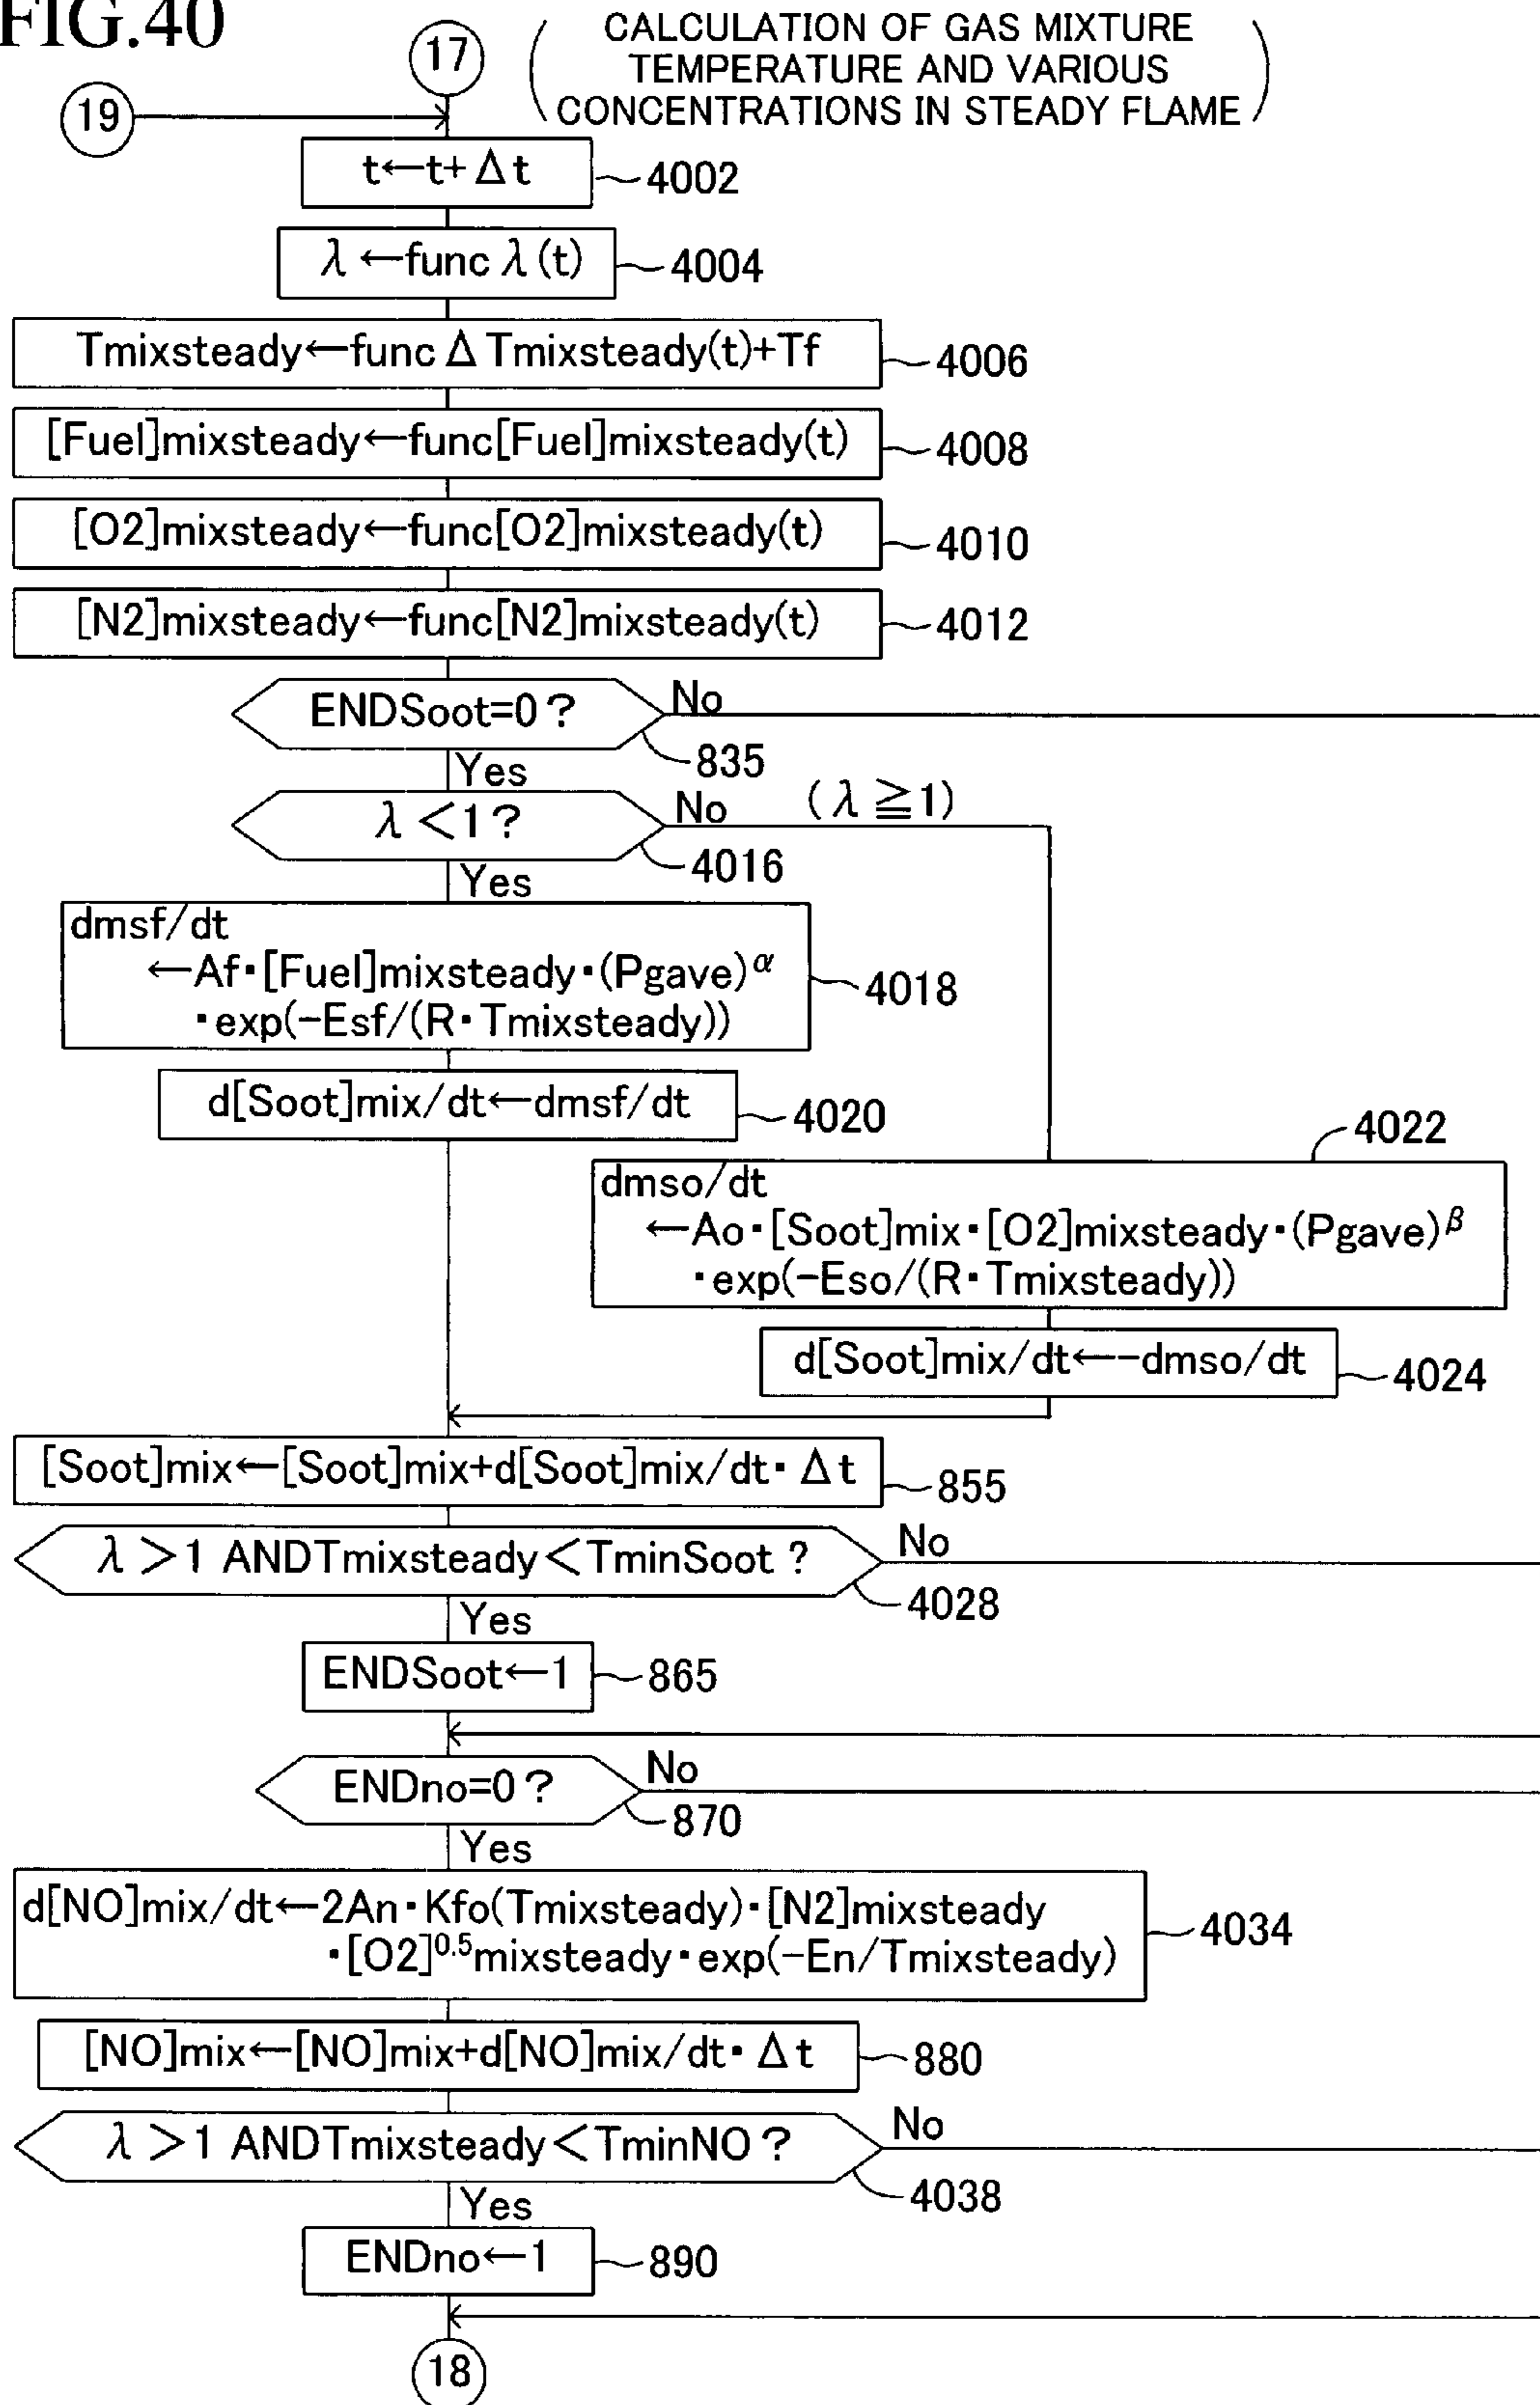 FIG.40
17
CALCULATION OF GAS MIXTURE
TEMPERATURE AND VARIOUS
CONCENTRATIONS IN STEADY FLAME
19
t←t+Δt
4002
λ←func λ(t)
4004
Tmixsteady←func Δ Tmixsteady(t)+Tf
4006
[Fuel]mixsteady←func[Fuel]mixsteady(t)
4008
[O2]mixsteady←func[O2]mixsteady(t)
4010
[N2]mixsteady←func[N2]mixsteady(t)
4012
ENDSoot=0?
No
835
Yes
λ<1?
No (λ≧1)
4016
Yes
dmsf/dt
←Af·[Fuel]mixsteady·(Pgave)^α
·exp(-Esf/(R·Tmixsteady))
4018
d[Soot]mix/dt←dmsf/dt
4020
4022
dmso/dt
←Ao·[Soot]mix·[O2]mixsteady·(Pgave)^β
·exp(-Eso/(R·Tmixsteady))
d[Soot]mix/dt←-dmso/dt
4024
[Soot]mix←[Soot]mix+d[Soot]mix/dt·Δt
855
λ>1 ANDTmixsteady<TminSoot?
No
4028
Yes
ENDSoot←1
865
ENDno=0?
No
870
Yes
d[NO]mix/dt←2An·Kfo(Tmixsteady)·[N2]mixsteady
·[O2]^0.5mixsteady·exp(-En/Tmixsteady)
4034
[NO]mix←[NO]mix+d[NO]mix/dt·Δt
880
λ>1 ANDTmixsteady<TminNO?
No
4038
Yes
ENDno←1
890
18